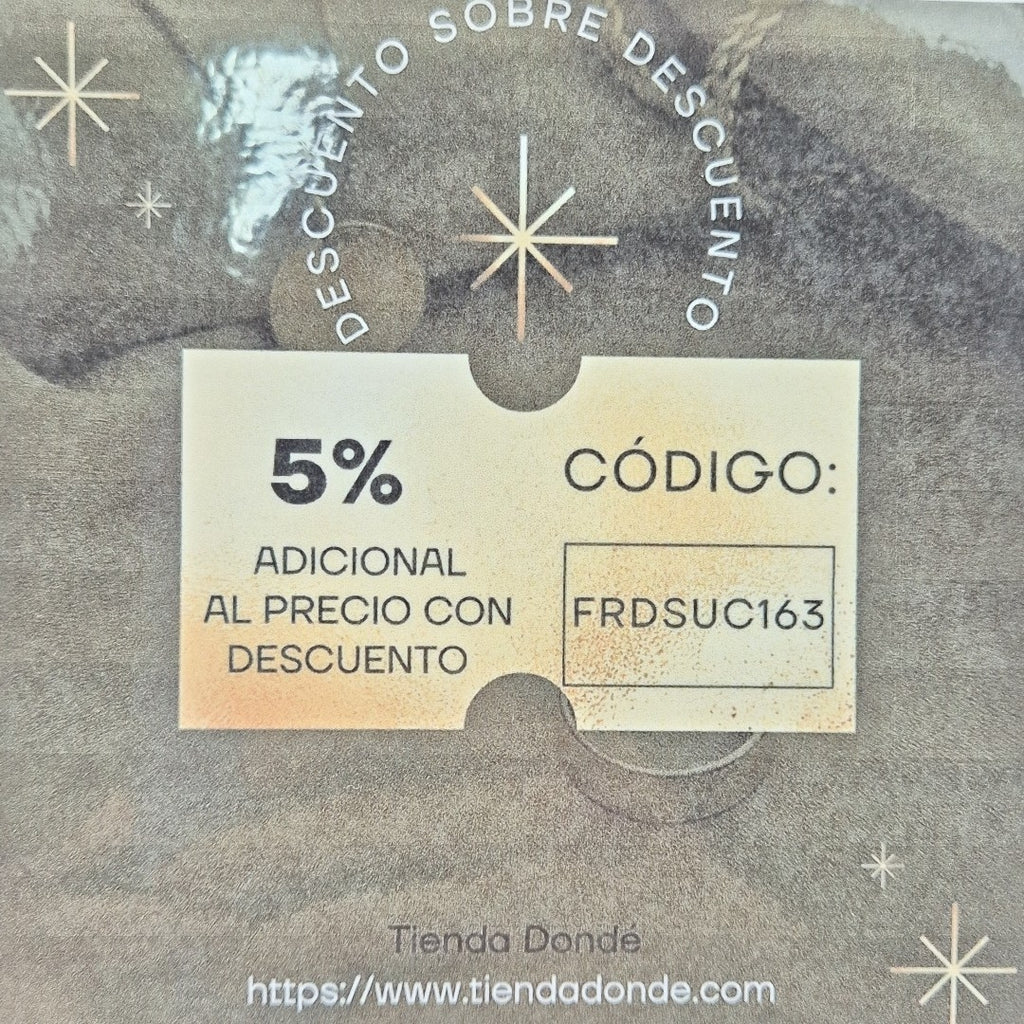 DESCUENTO SOBRE DESCUENTO
5%
ADICIONAL
AL PRECIO CON
DESCUENTO
CÓDIGO:
FRDSUC163
Tienda Dondé
https://www.tiendadonde.com